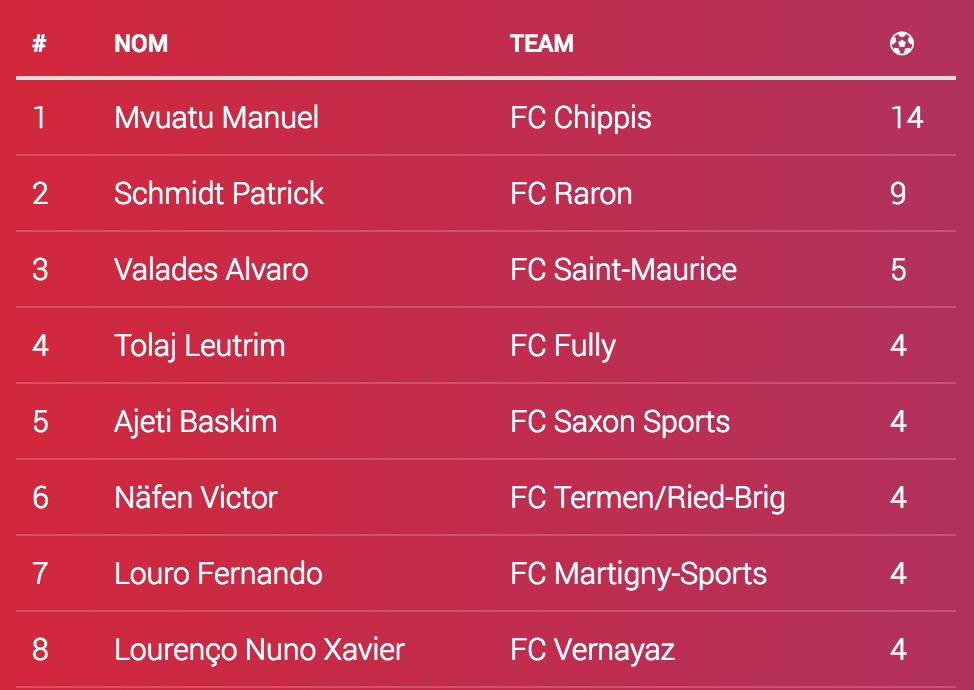 # NOM TEAM
1 Mvuatu Manuel FC Chippis 14
2 Schmidt Patrick FC Raron 9
3 Valades Alvaro FC Saint-Maurice 5
4 Tolaj Leutrim FC Fully 4
5 Ajeti Baskim FC Saxon Sports 4
6 Näfen Victor FC Termen/Ried-Brig 4
7 Louro Fernando FC Martigny-Sports 4
8 Lourenço Nuno Xavier FC Vernayaz 4